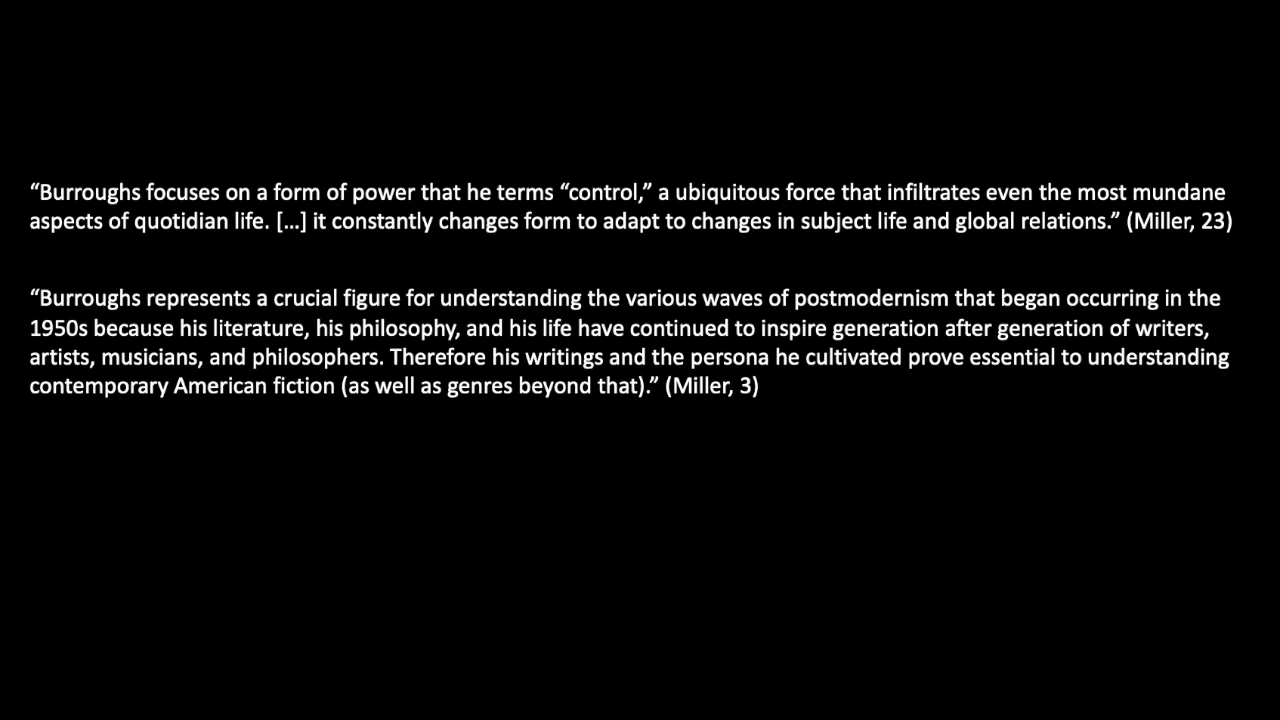 “Burroughs focuses on a form of power that he terms “control,” a ubiquitous force that infiltrates even the most mundane
aspects of quotidian life. […] it constantly changes form to adapt to changes in subject life and global relations.” (Miller, 23)
“Burroughs represents a crucial figure for understanding the various waves of postmodernism that began occurring in the
1950s because his literature, his philosophy, and his life have continued to inspire generation after generation of writers,
artists, musicians, and philosophers. Therefore his writings and the persona he cultivated prove essential to understanding
contemporary American fiction (as well as genres beyond that).” (Miller, 3)